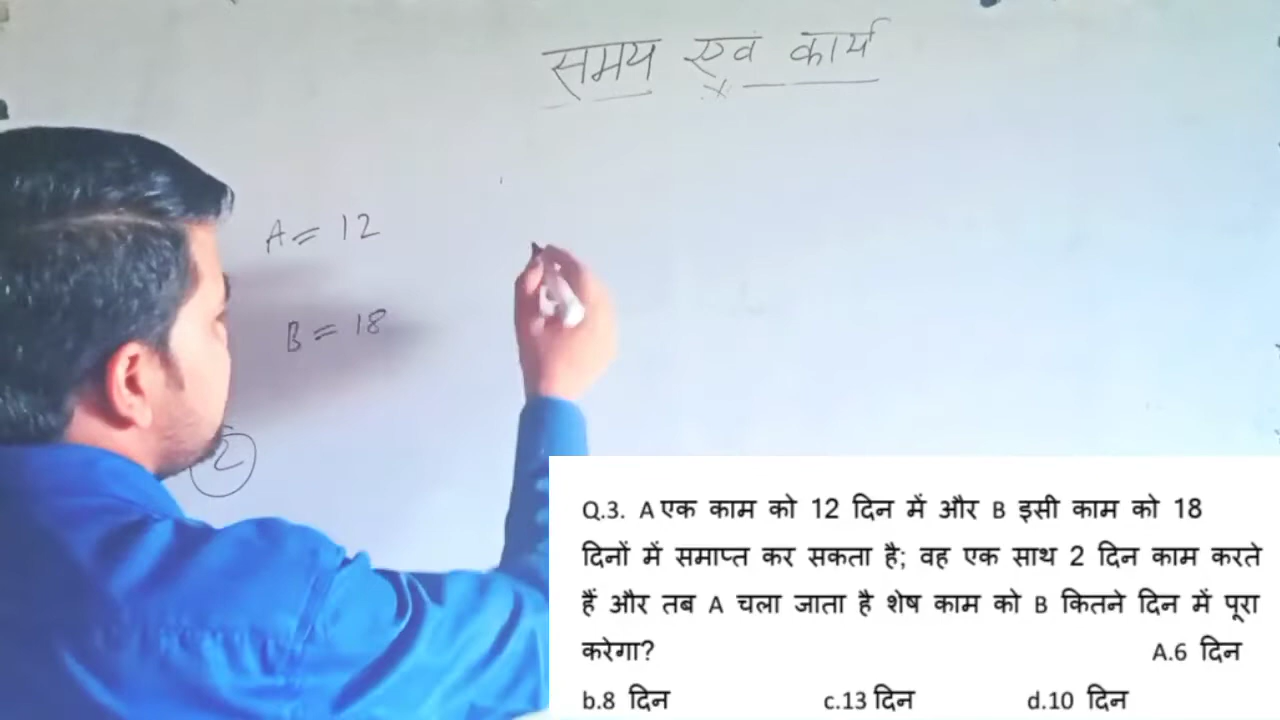 समय एवं कार्य
A = 12
B = 18
2
Q.3. A एक काम को 12 दिन में और B इसी काम को 18
दिनों में समाप्त कर सकता है; वह एक साथ 2 दिन काम करते
हैं और तब A चला जाता है शेष काम को B कितने दिन में पूरा
करेगा? A.6 दिन
b.8 दिन c.13 दिन d.10 दिन